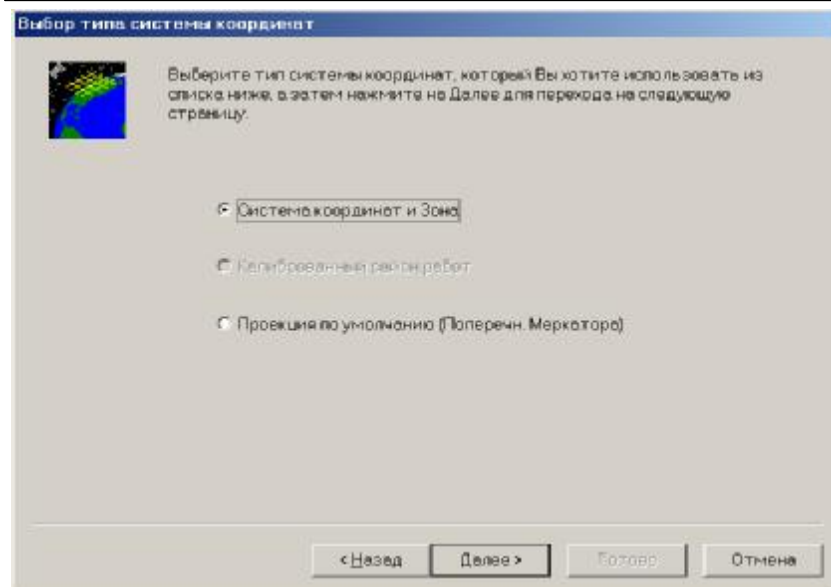 Выбор типа системы координат
Выберите тип системы координат, который Вы хотите использовать из
списка ниже, а затем нажмите на Далее для перехода на следующую
страницу.
Система координат и Зона
Калиброванный район работ
Проекция по умолчанию (Поперечн. Меркатора)
< Назад
Далее >
Готово
Отмена